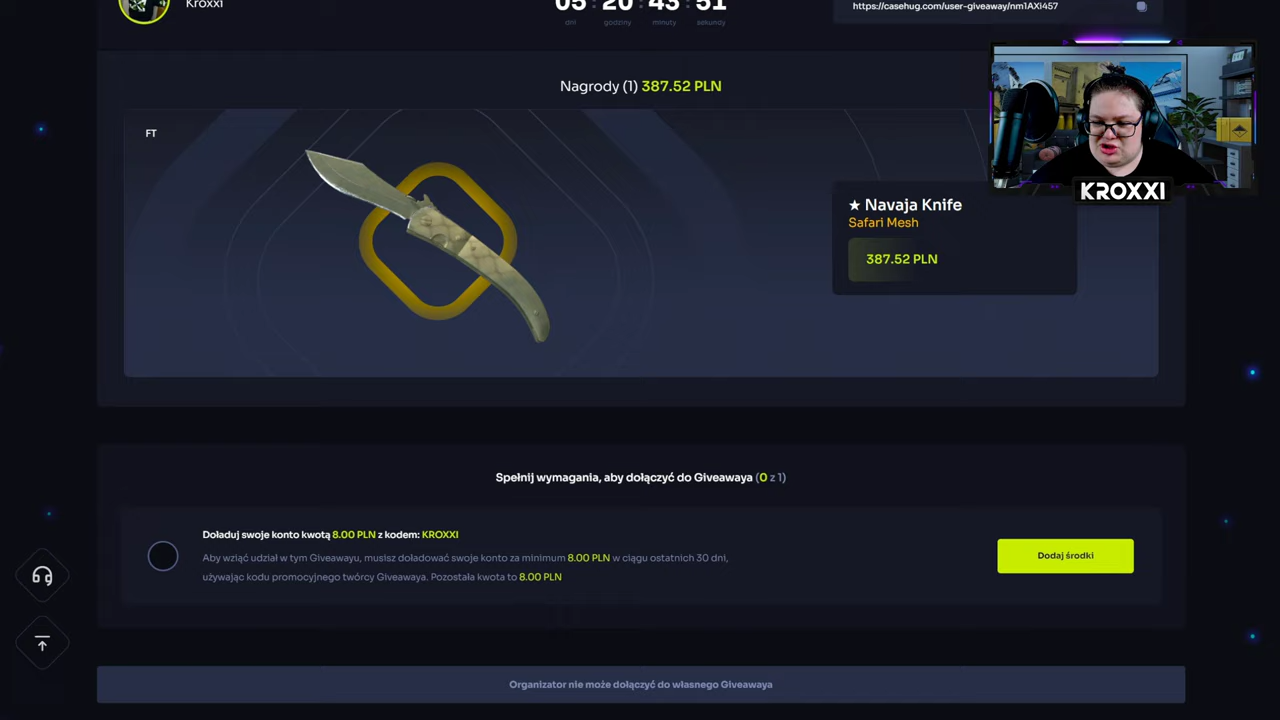 Kroxxi
05 : 20 : 43 : 51
dni godziny minuty sekundy
https://casehug.com/user-giveaway/nm1AXi457
Nagrody (1) 387.52 PLN
FT
★ Navaja Knife
Safari Mesh
387.52 PLN
KROXXI
Spełnij wymagania, aby dołączyć do Giveawaya (0 z 1)
Doładuj swoje konto kwotą 8.00 PLN z kodem: KROXXI
Aby wziąć udział w tym Giveawayu, musisz doładować swoje konto za minimum 8.00 PLN w ciągu ostatnich 30 dni,
używając kodu promocyjnego twórcy Giveawaya. Pozostała kwota to 8.00 PLN
Dodaj środki
Organizator nie może dołączyć do własnego Giveawaya